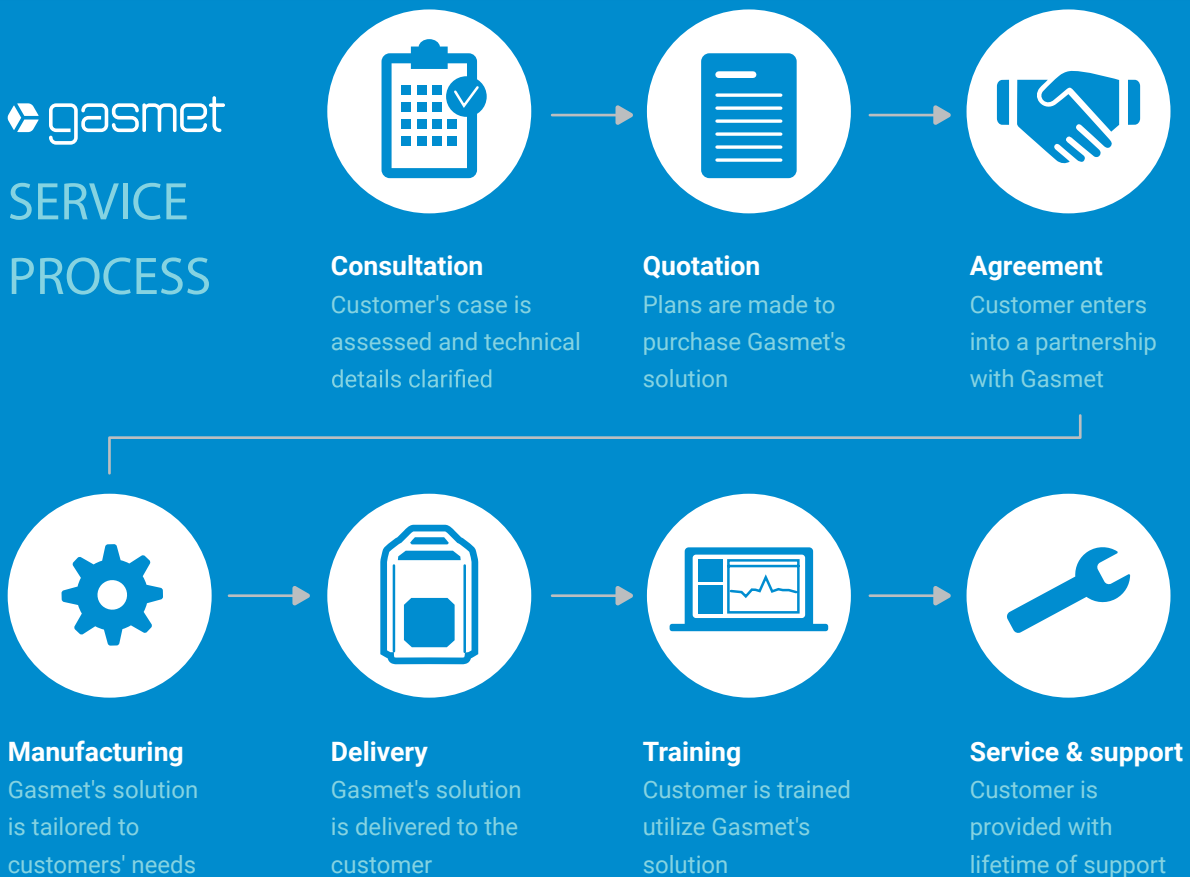 gasmet
SERVICE
PROCESS
Consultation
Customer's case is
assessed and technical
details clarified
Quotation
Plans are made to
purchase Gasmet's
solution
Agreement
Customer enters
into a partnership
with Gasmet
Manufacturing
Gasmet's solution
is tailored to
customers' needs
Delivery
Gasmet's solution
is delivered to the
customer
Training
Customer is trained
utilize Gasmet's
solution
Service & support
Customer is
provided with
lifetime of support